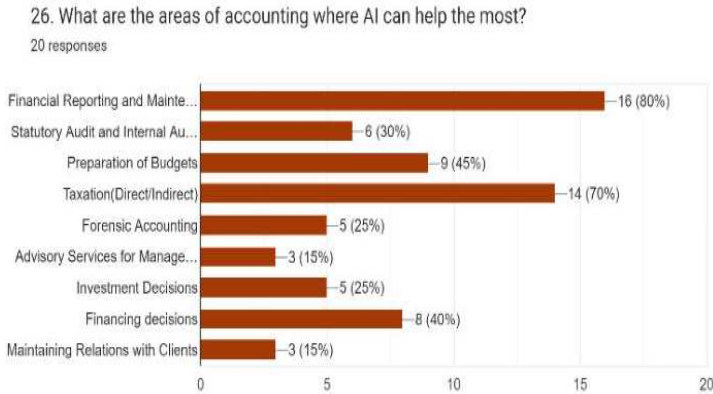 26. What are the areas of accounting where AI can help the most?
20 responses
Financial Reporting and Mainte... 16 (80%)
Statutory Audit and Internal Au... 6 (30%)
Preparation of Budgets 9 (45%)
Taxation(Direct/Indirect) 14 (70%)
Forensic Accounting 5 (25%)
Advisory Services for Manage... 3 (15%)
Investment Decisions 5 (25%)
Financing decisions 8 (40%)
Maintaining Relations with Clients 3 (15%)
0 5 10 15 20